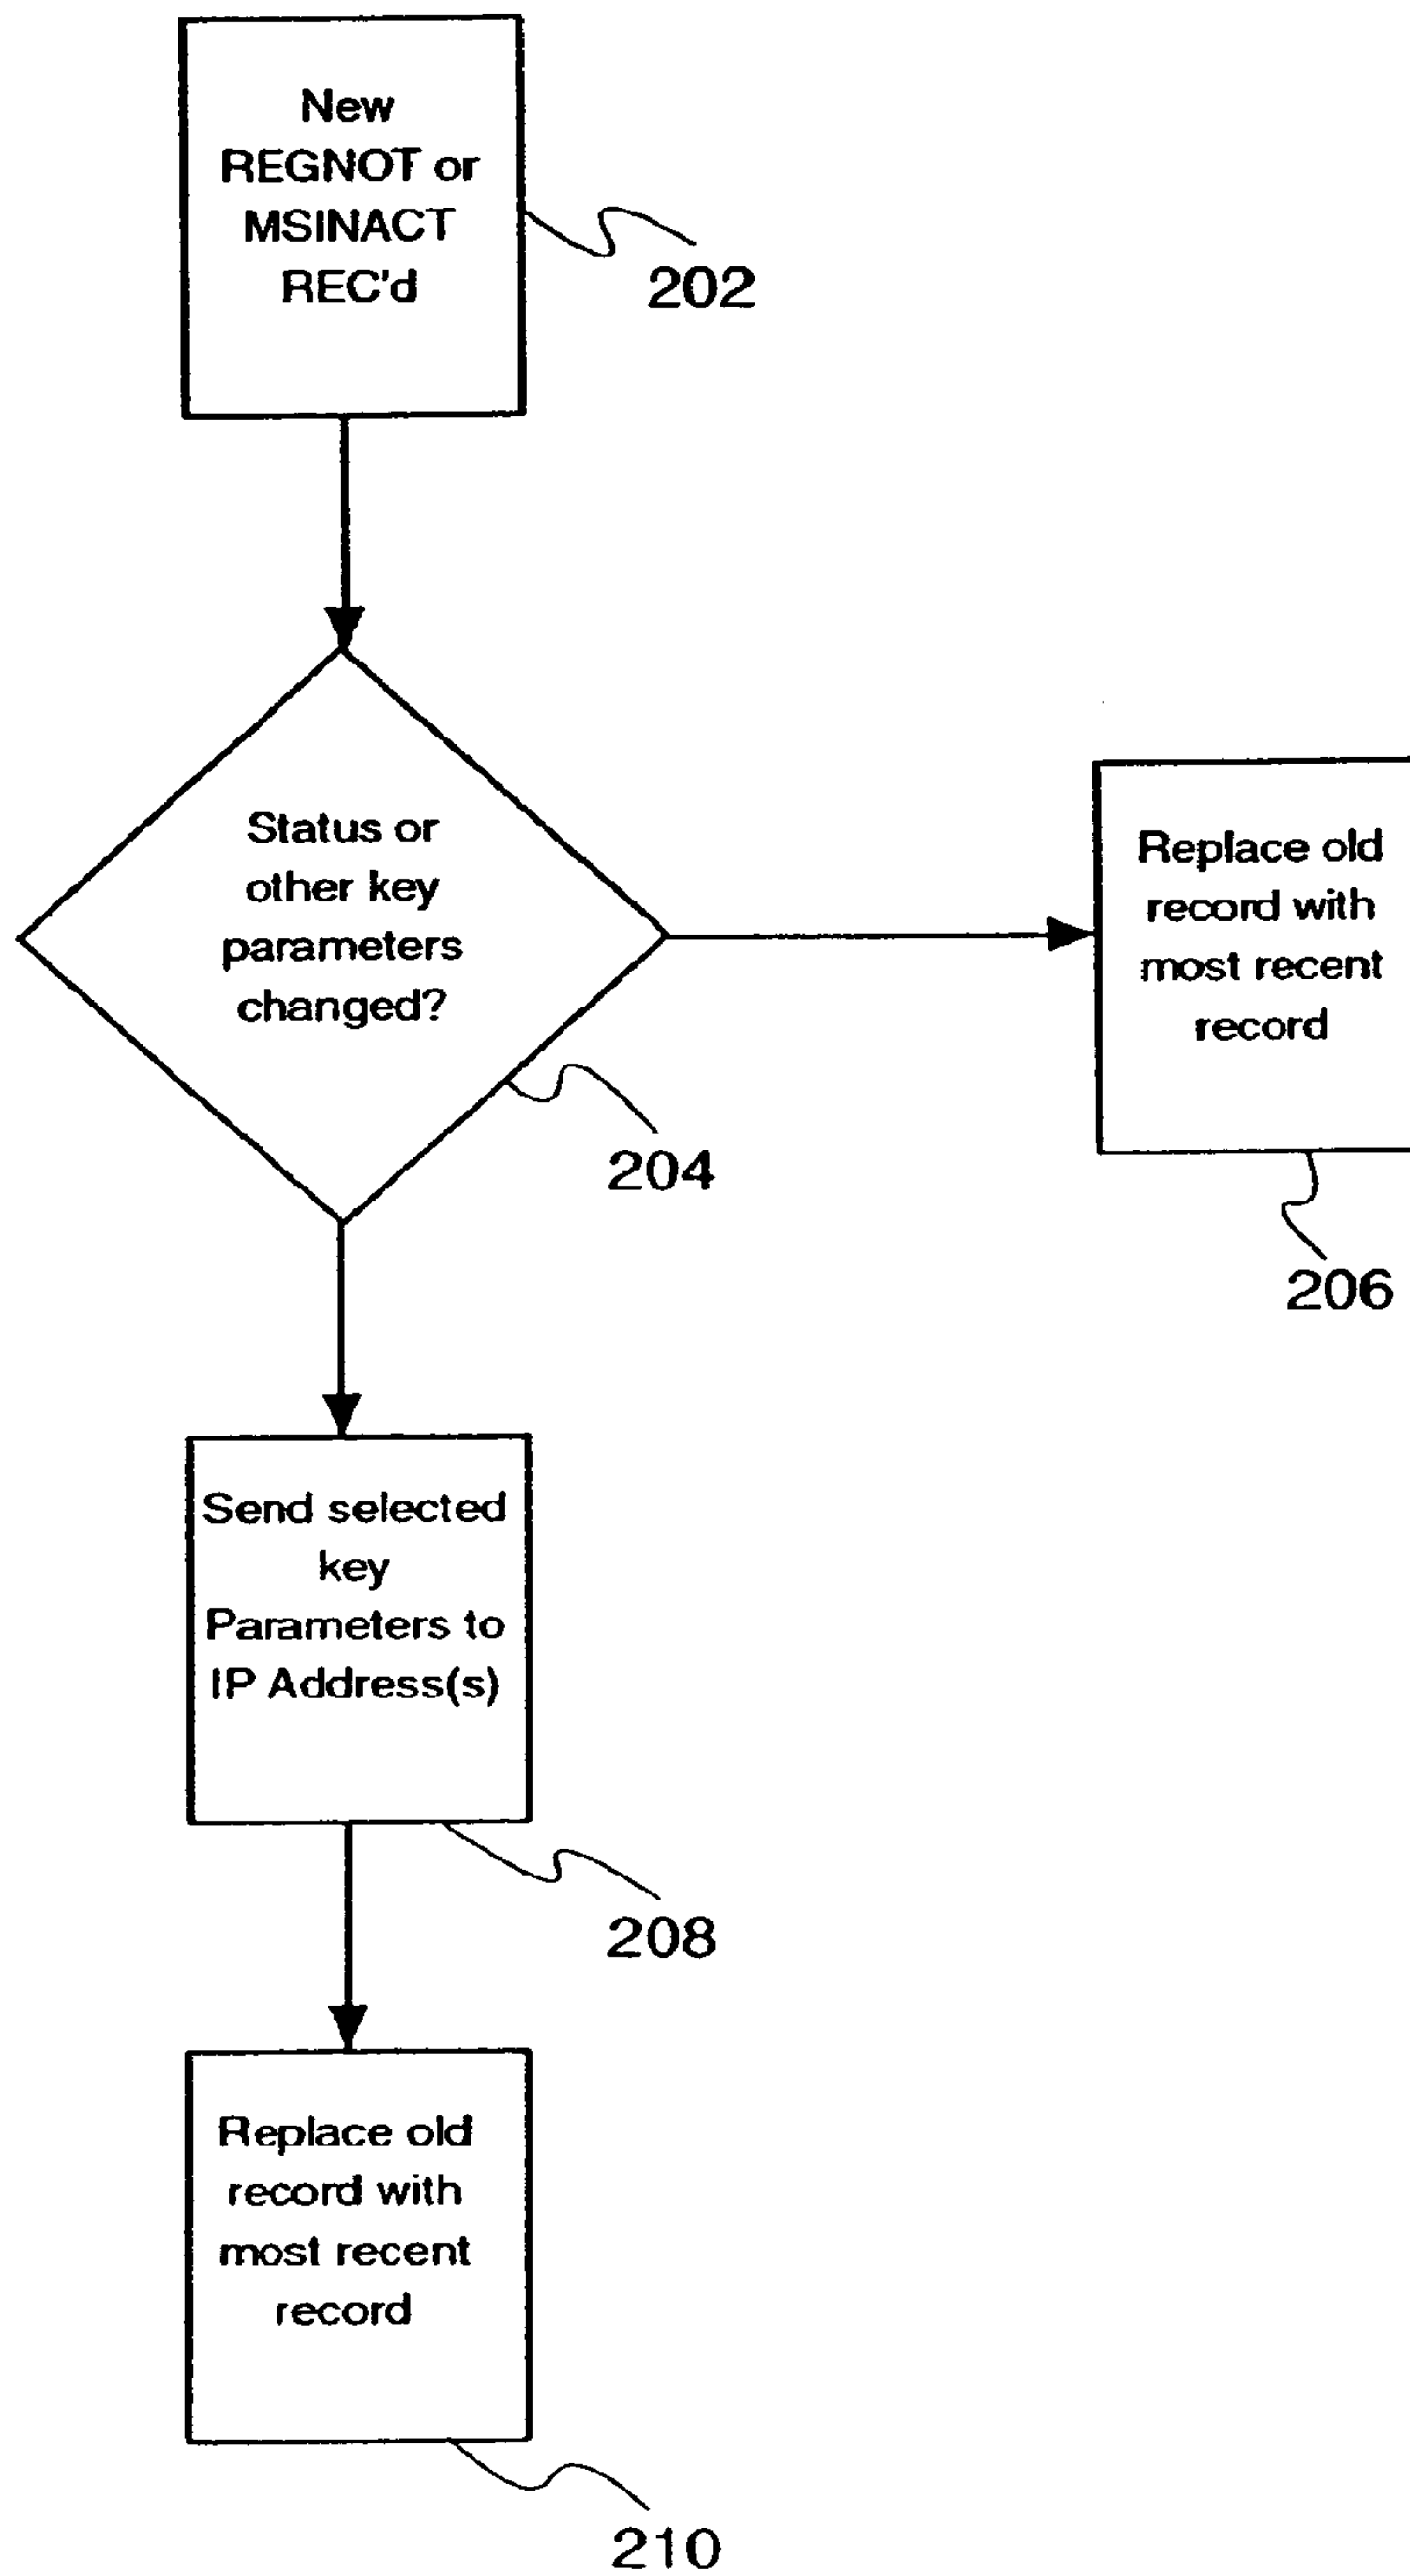 New
REGNOT or
MSINACT
REC'd
202
Status or
other key
parameters
changed?
204
Replace old
record with
most recent
record
206
Send selected
key
Parameters to
IP Address(s)
208
Replace old
record with
most recent
record
210